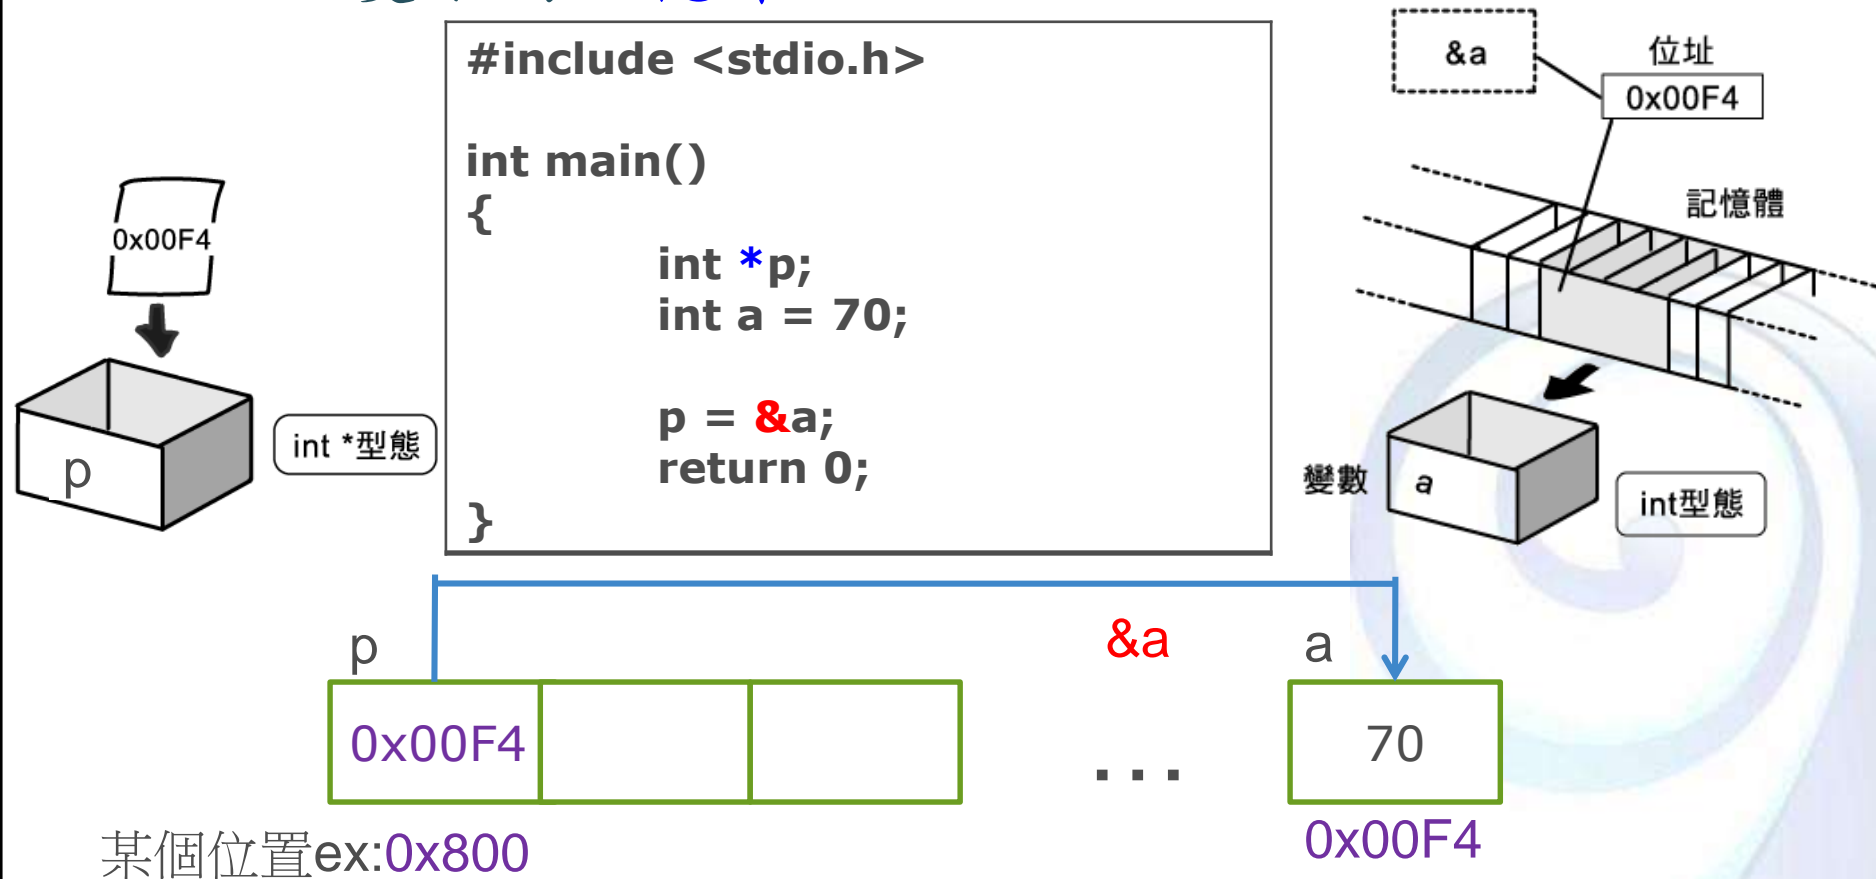 #include <stdio.h>
int main()
{
int *p;
int a = 70;
p = &a;
return 0;
}
&a
位址
0x00F4
記憶體
0x00F4
p
int *型態
變數
a
int型態
p
&a
a
0x00F4
...
70
某個位置ex:0x800
0x00F4